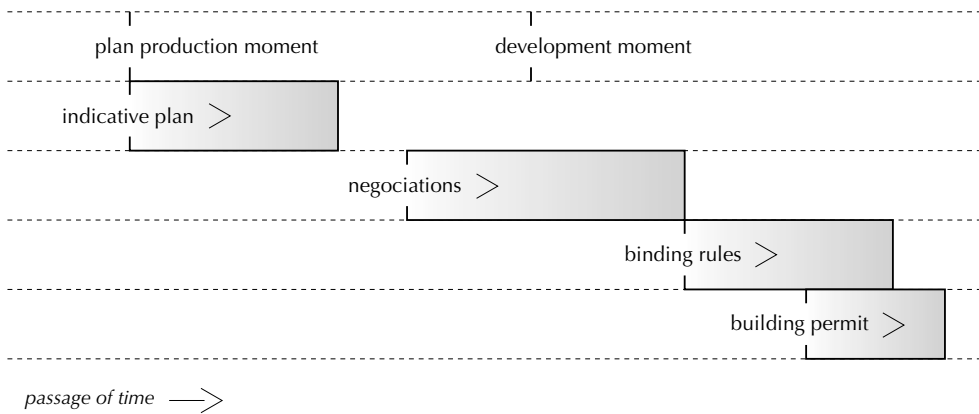 plan production moment
development moment
indicative plan
negociations
binding rules
building permit
passage of time